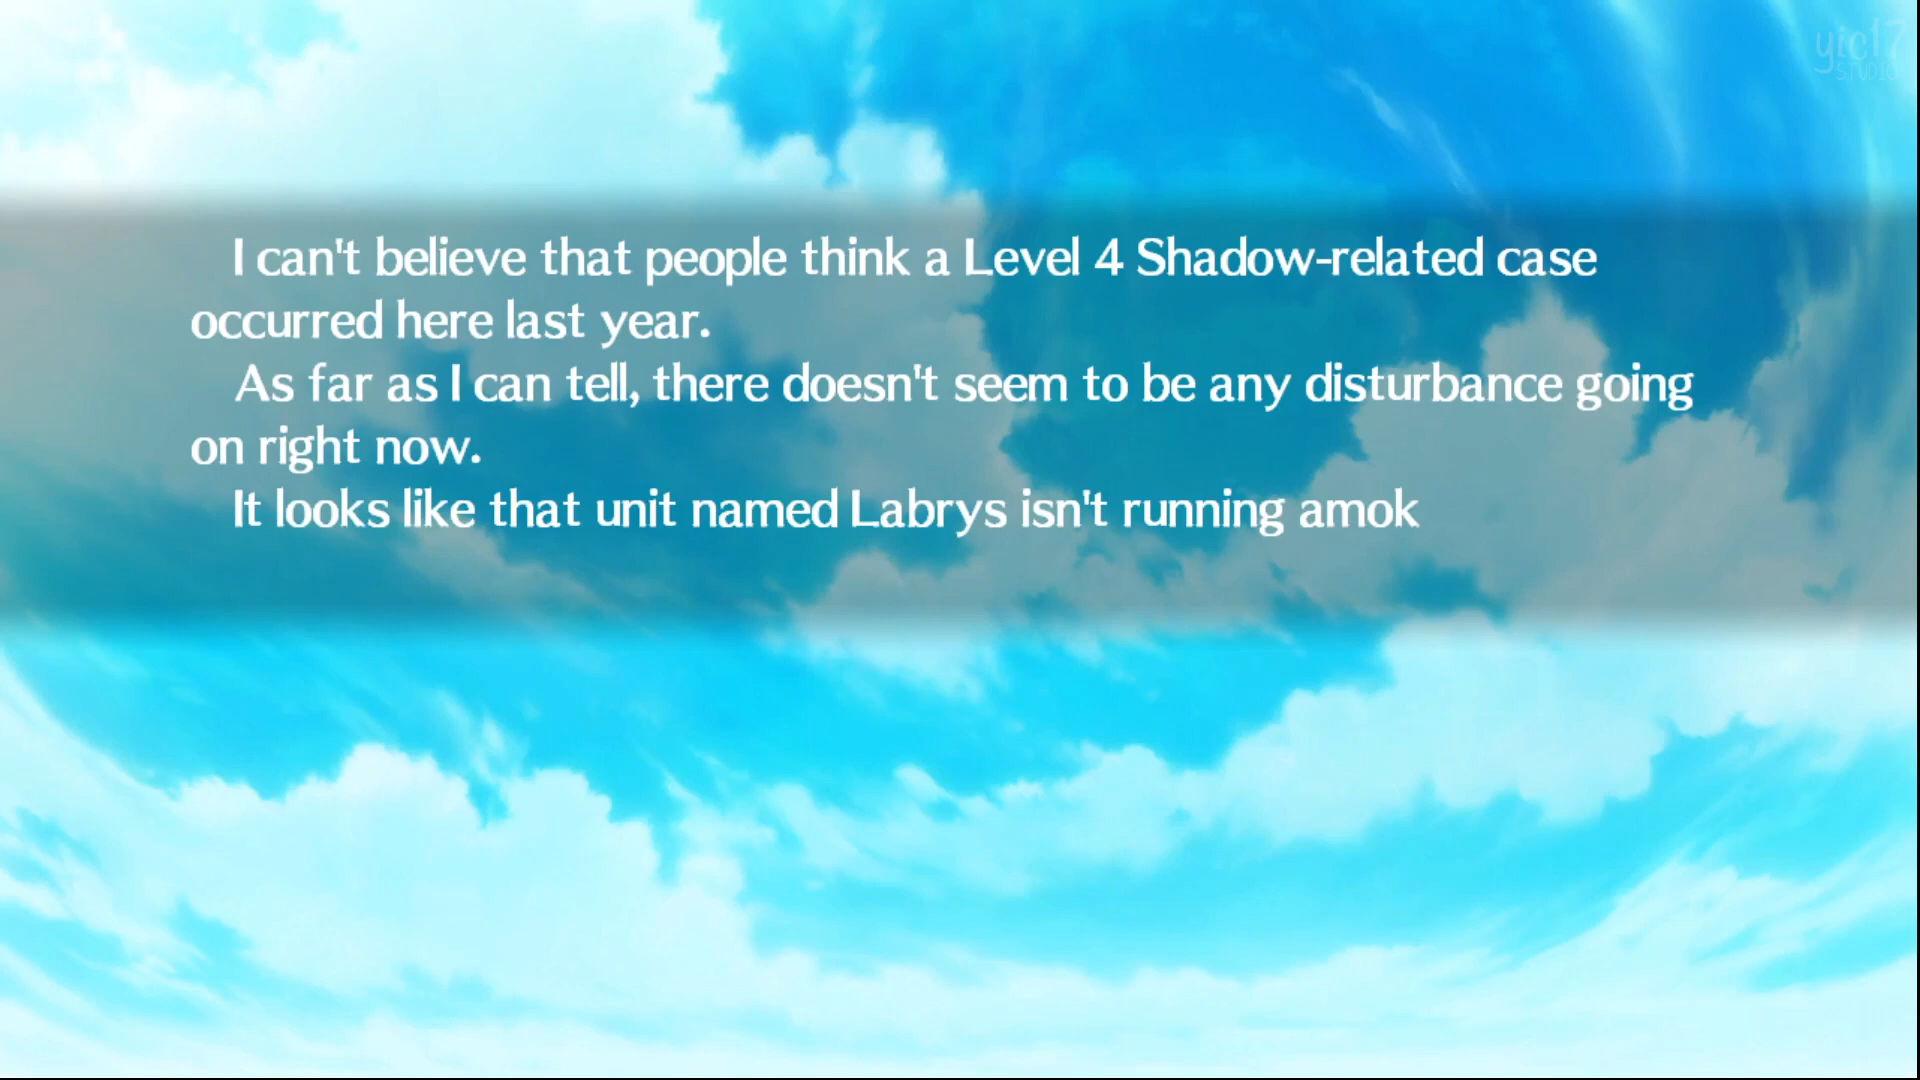 yic17
STUDIO
I can't believe that people think a Level 4 Shadow-related case
occurred here last year.
As far as I can tell, there doesn't seem to be any disturbance going
on right now.
It looks like that unit named Labrys isn't running amok